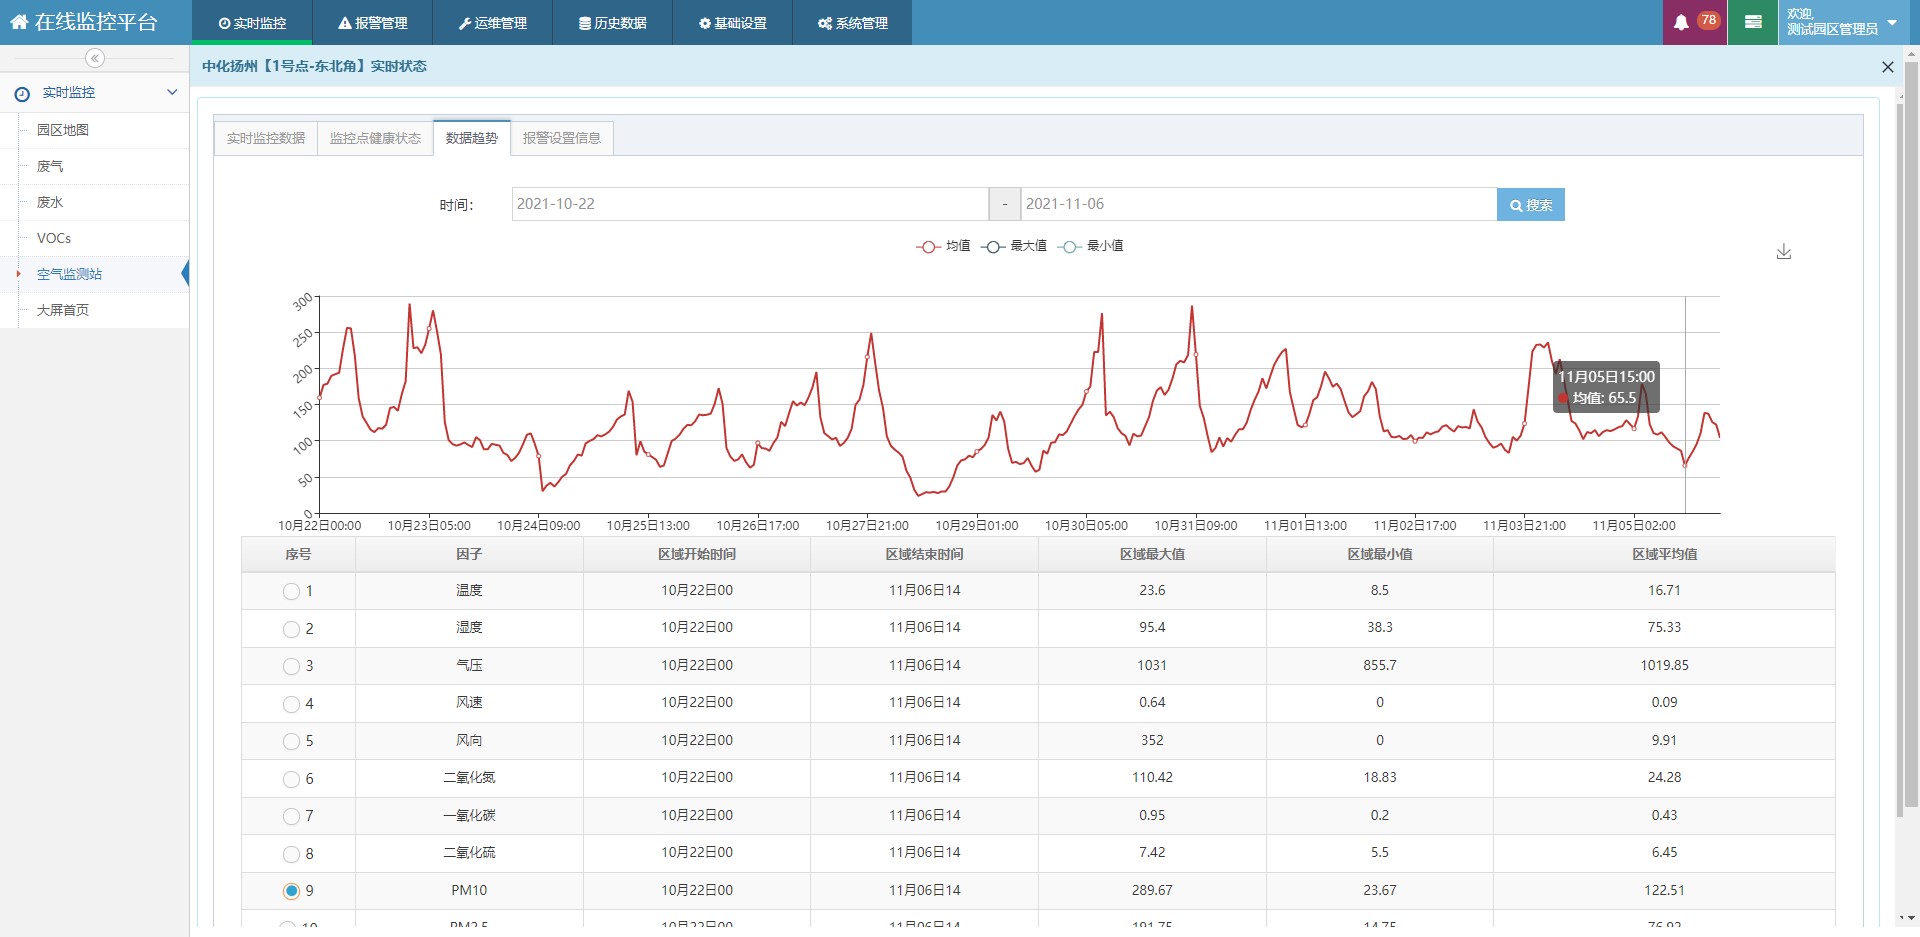 在线监控平台
实时监控
报警管理
运维管理
历史数据
基础设置
系统管理
78
欢迎,
测试园区管理员
中化扬州【1号点-东北角】实时状态
实时监控
园区地图
废气
废水
VOCs
空气监测站
大屏首页
实时监控数据
监控点健康状态
数据趋势
报警设置信息
时间：
2021-10-22
-
2021-11-06
搜索
均值 最大值 最小值
300
250
200
150
100
50
0
11月05日15:00
均值: 65.5
10月22日00:00 10月23日05:00 10月24日09:00 10月25日13:00 10月26日17:00 10月27日21:00 10月29日01:00 10月30日05:00 10月31日09:00 11月01日13:00 11月02日17:00 11月03日21:00 11月05日02:00
序号 因子 区域开始时间 区域结束时间 区域最大值 区域最小值 区域平均值
1 温度 10月22日00 11月06日14 23.6 8.5 16.71
2 湿度 10月22日00 11月06日14 95.4 38.3 75.33
3 气压 10月22日00 11月06日14 1031 855.7 1019.85
4 风速 10月22日00 11月06日14 0.64 0 0.09
5 风向 10月22日00 11月06日14 352 0 9.91
6 二氧化氮 10月22日00 11月06日14 110.42 18.83 24.28
7 一氧化碳 10月22日00 11月06日14 0.95 0.2 0.43
8 二氧化硫 10月22日00 11月06日14 7.42 5.5 6.45
9 PM10 10月22日00 11月06日14 289.67 23.67 122.51
10 PM2.5 10月22日00 11月06日14 191.75 14.75 76.92